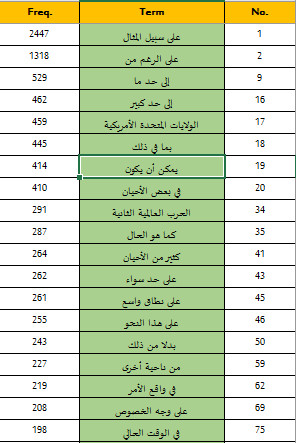 Freq. Term No.
2447 على سبيل المثال 1
1318 على الرغم من 2
529 إلى حد ما 9
462 إلى حد كبير 16
459 الولايات المتحدة الأمريكية 17
445 بما في ذلك 18
414 يمكن أن يكون 19
410 في بعض الأحيان 20
291 الحرب العالمية الثانية 34
287 كما هو الحال 35
264 كثير من الأحيان 41
262 على حد سواء 43
261 على نطاق واسع 45
255 على هذا النحو 46
243 بدلا من ذلك 50
227 من ناحية أخرى 59
219 في واقع الأمر 62
208 على وجه الخصوص 69
198 في الوقت الحالي 75